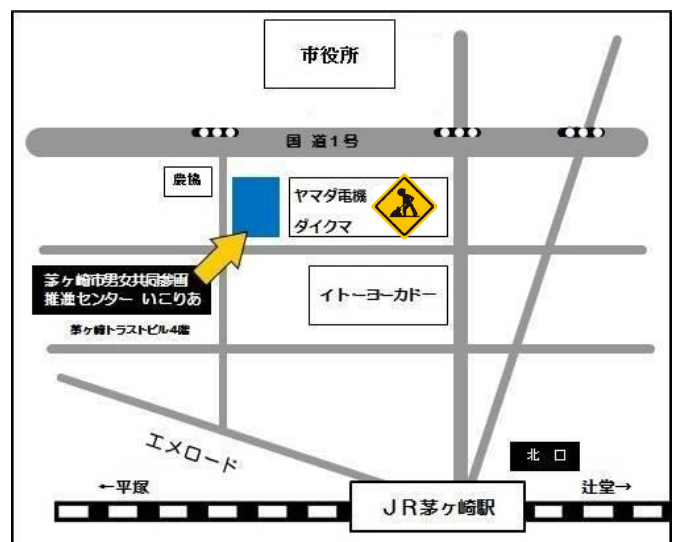 市役所
国道1号
農協
ヤマダ電機
ダイクマ
茅ヶ崎市男女共同参画
推進センター いこりあ
イトーヨーカドー
茅ヶ崎トラストビル4階
エメロード
北口
←平塚
辻堂→
JR茅ヶ崎駅